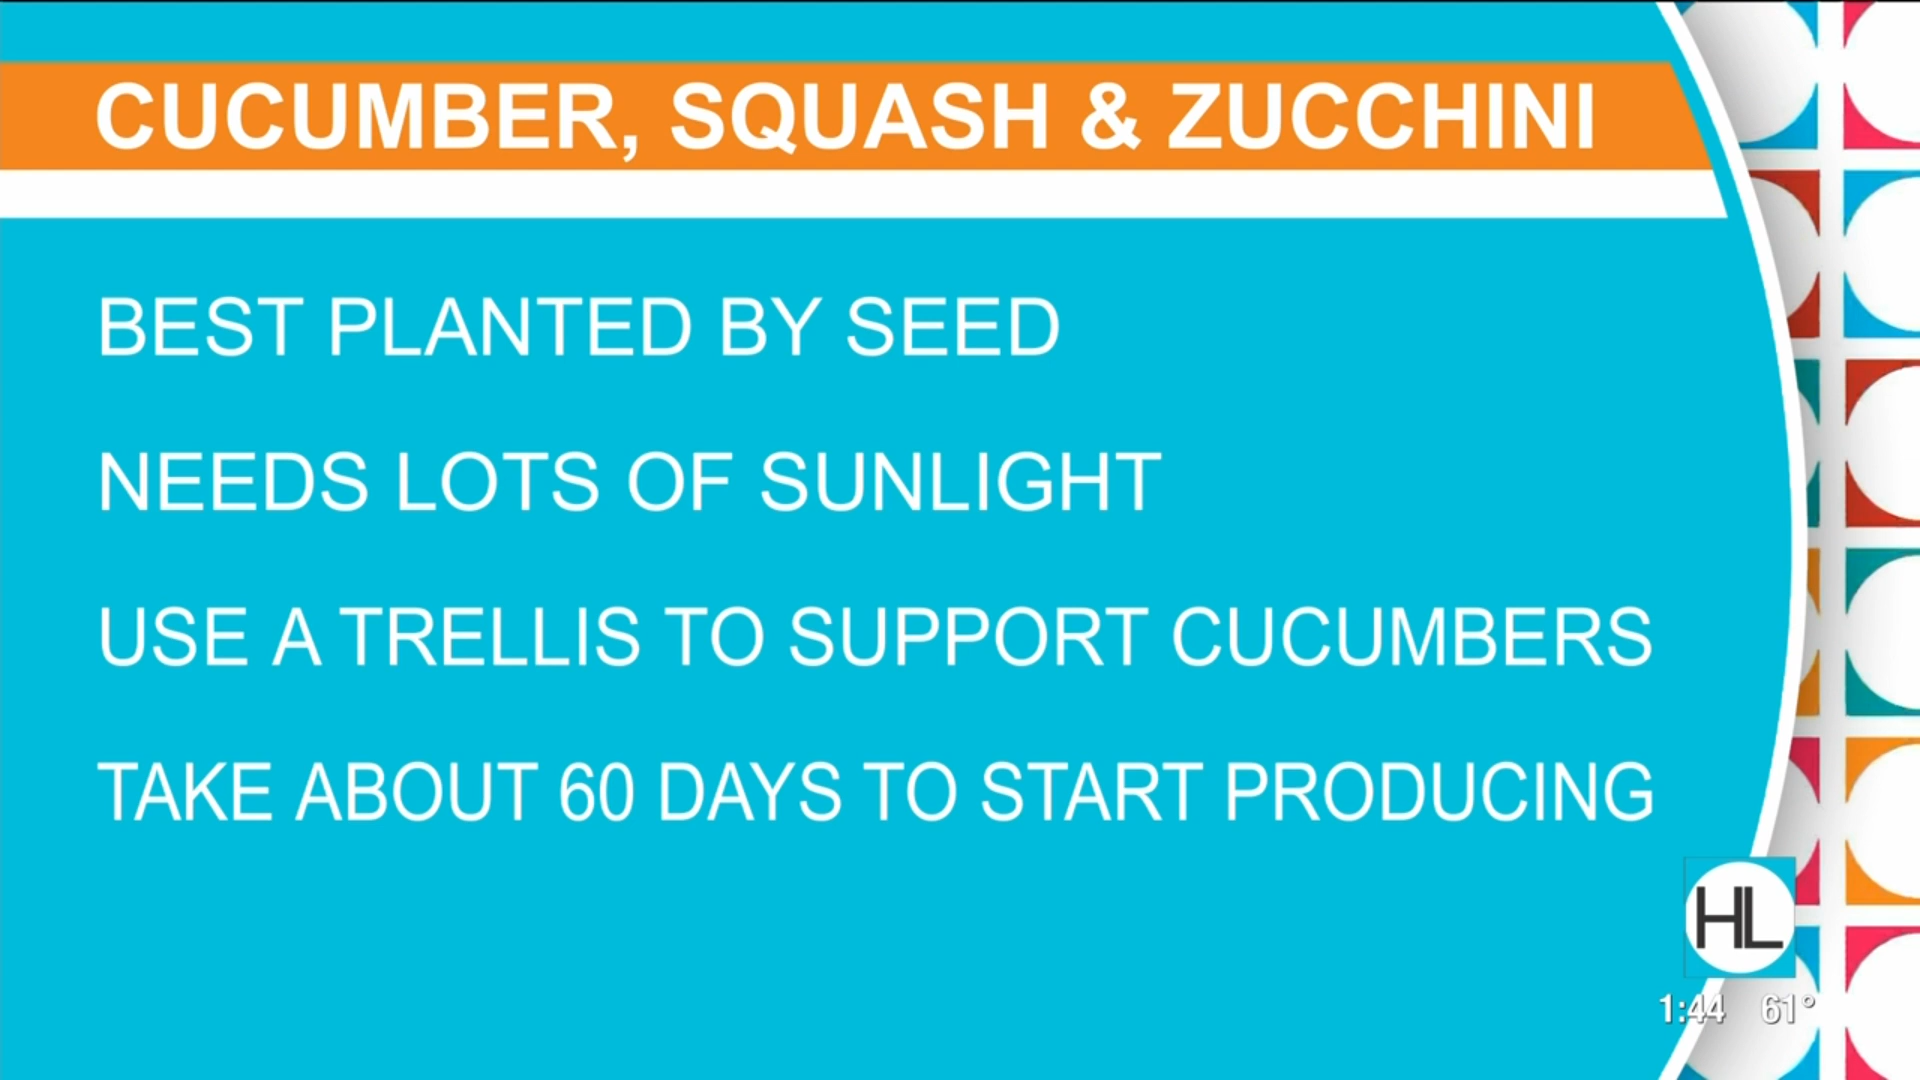 CUCUMBER, SQUASH & ZUCCHINI
BEST PLANTED BY SEED
NEEDS LOTS OF SUNLIGHT
USE A TRELLIS TO SUPPORT CUCUMBERS
TAKE ABOUT 60 DAYS TO START PRODUCING
HL
1:44 61°